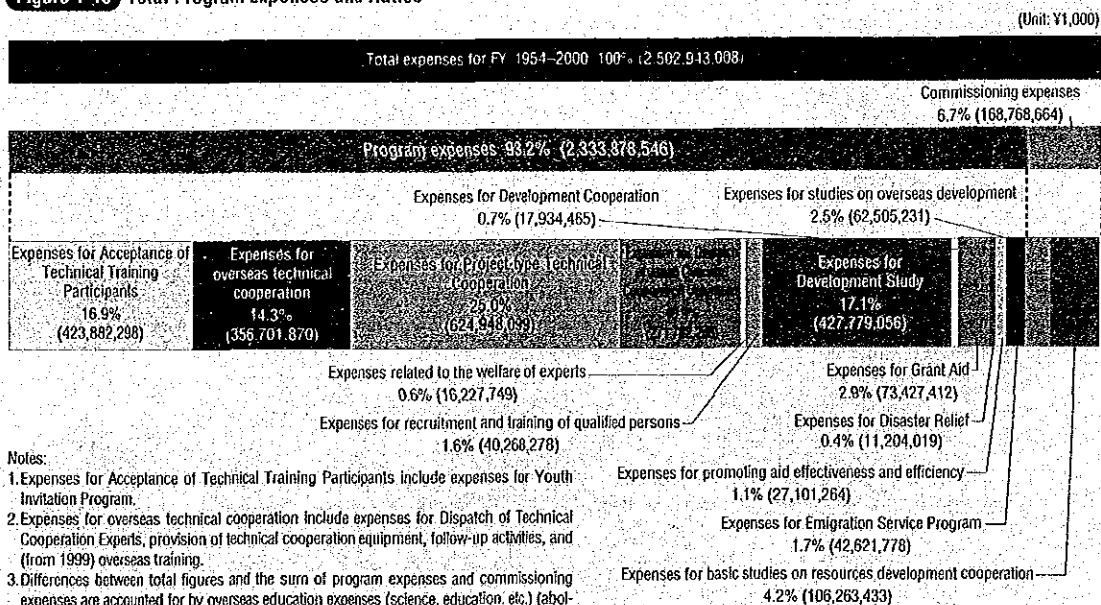 Total Program Expenses and Ratios
(Unit: ¥1,000)
Total expenses for FY 1954–2000 100% (2,502,943,008)
Commissioning expenses
6.7% (168,768,664)
Program expenses 93.2% (2,333,878,546)
Expenses for Development Cooperation
0.7% (17,934,465)
Expenses for studies on overseas development
2.5% (62,505,231)
Expenses for Acceptance of
Technical Training
Participants
16.9%
(423,882,298)
Expenses for
overseas technical
cooperation
14.3%
(356,701,870)
Expenses for Project-type Technical
Cooperation
25.0%
(624,948,099)
Expenses for
Development Study
17.1%
(427,779,056)
Expenses related to the welfare of experts
0.6% (16,227,749)
Expenses for recruitment and training of qualified persons
1.6% (40,268,278)
Expenses for Grant Aid
2.9% (73,427,412)
Expenses for Disaster Relief
0.4% (11,204,019)
Expenses for promoting aid effectiveness and efficiency
1.1% (27,101,264)
Expenses for Emigration Service Program
1.7% (42,621,778)
Expenses for basic studies on resources development cooperation
4.2% (106,263,433)
Notes:
1.Expenses for Acceptance of Technical Training Participants include expenses for Youth
Invitation Program.
2.Expenses for overseas technical cooperation include expenses for Dispatch of Technical
Cooperation Experts, provision of technical cooperation equipment, follow-up activities, and
(from 1999) overseas training.
3.Differences between total figures and the sum of program expenses and commissioning
expenses are accounted for by overseas education expenses (science, education, etc.) (abol-